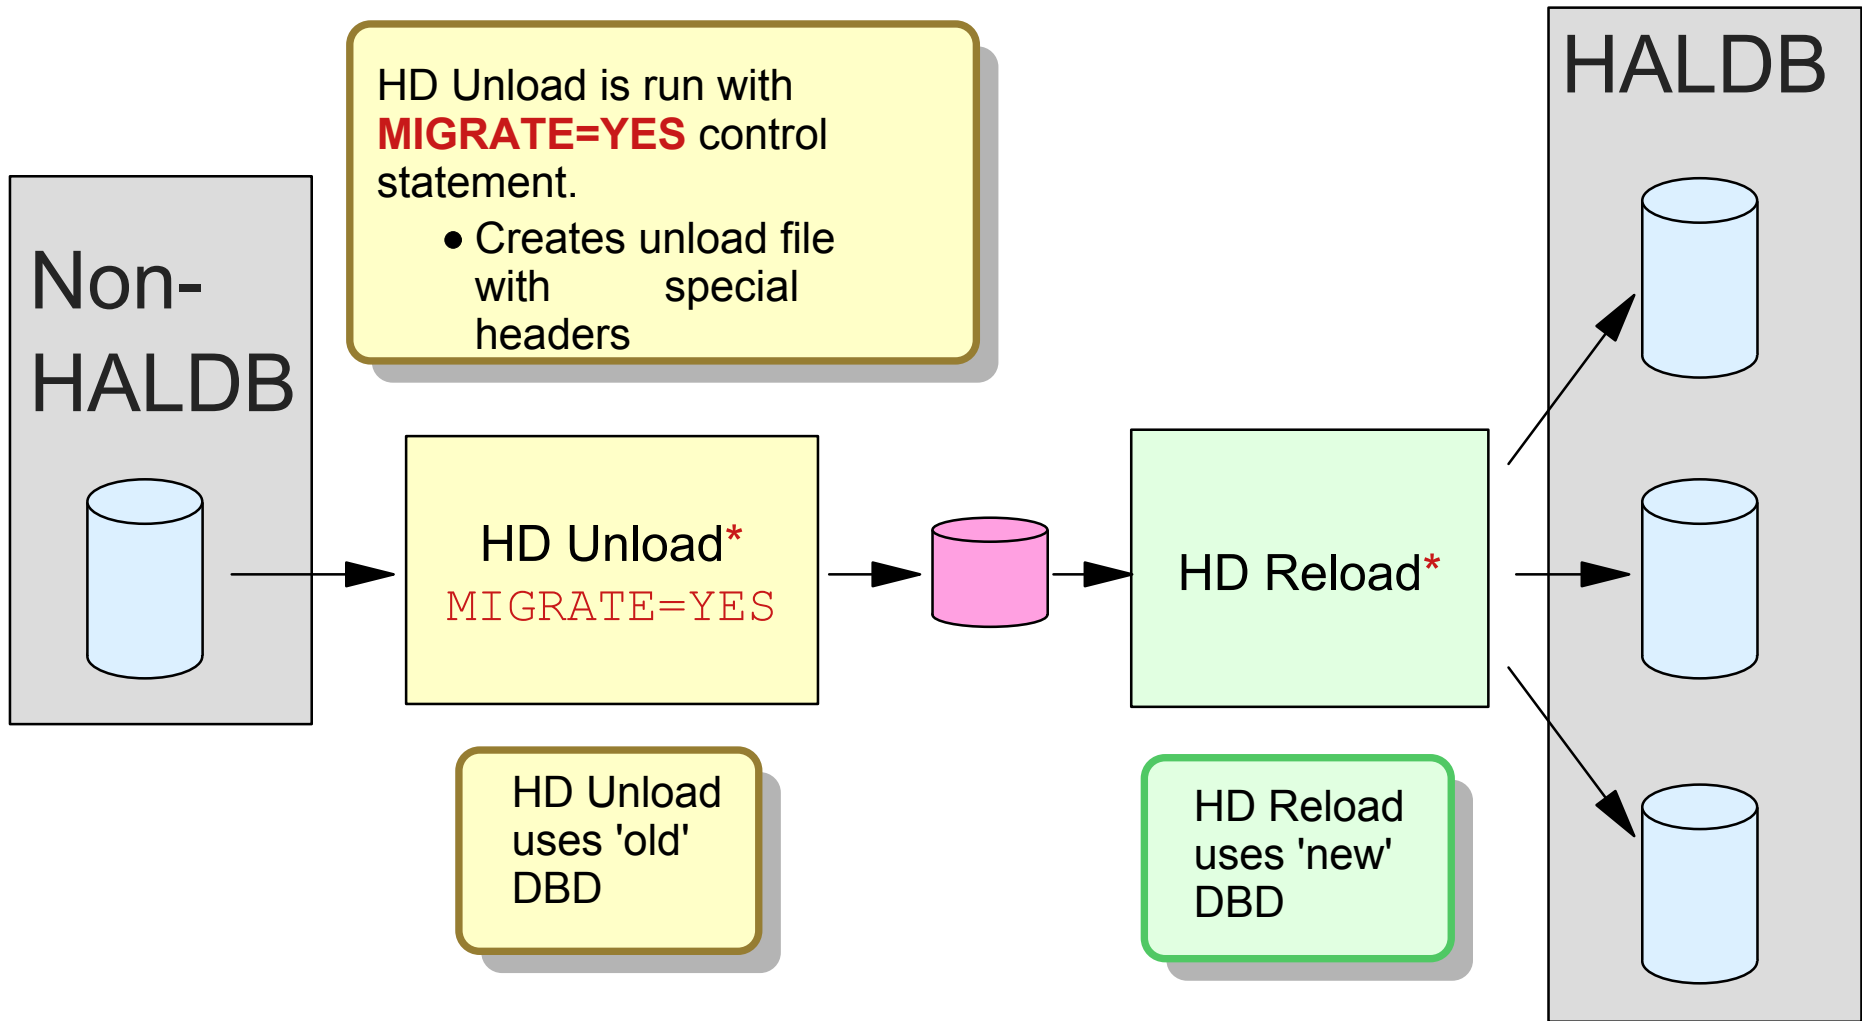 HD Unload is run with
MIGRATE=YES control
statement.
● Creates unload file
with special
headers
Non-
HALDB
HALDB
HD Unload*
MIGRATE=YES
HD Reload*
HD Unload
uses 'old'
DBD
HD Reload
uses 'new'
DBD